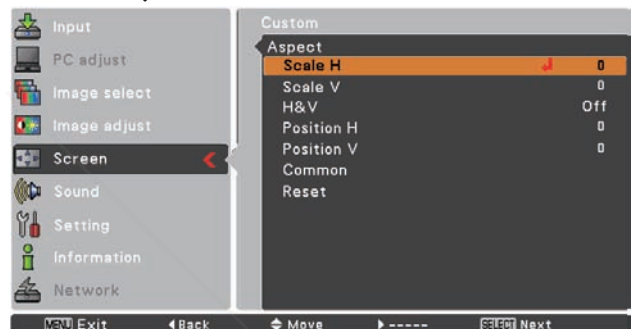 Input
PC adjust
Image select
Image adjust
Screen
Sound
Setting
Information
Network
Custom
Aspect
Scale H 0
Scale V 0
H&V Off
Position H 0
Position V 0
Common
Reset
MENU Exit ◀Back ◆ Move ▶ ----- SELECT Next